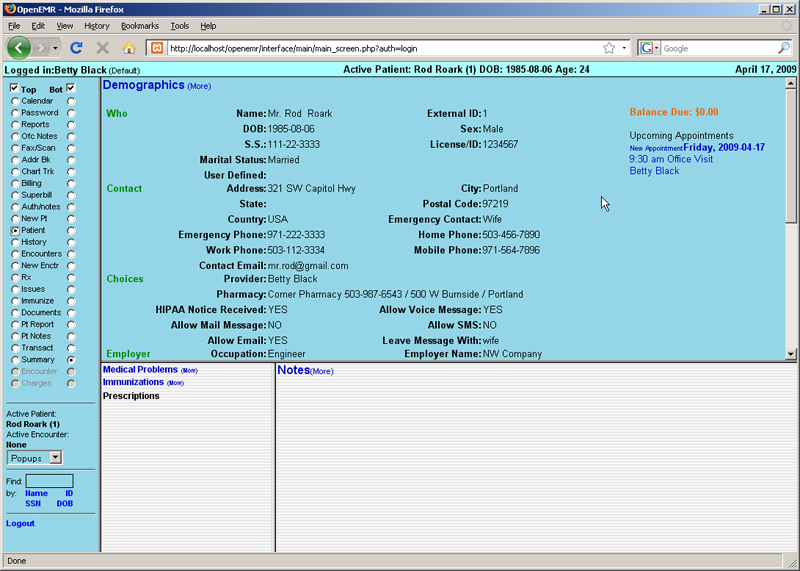 OpenEMR - Mozilla Firefox
File Edit View History Bookmarks Tools Help
http://localhost/openemr/interface/main/main_screen.php?auth=login
Google
Logged in:Betty Black (Default)
Active Patient: Rod Roark (1) DOB: 1985-08-06 Age: 24
April 17, 2009
Top Bot
Calendar
Password
Reports
Ofc Notes
Fax/Scan
Addr Bk
Chart Trk
Billing
Superbill
Auth/notes
New Pt
Patient
History
Encounters
New Enctr
Rx
Issues
Immunize
Documents
Pt Report
Pt Notes
Transact
Summary
Encounter
Charges
Active Patient:
Rod Roark (1)
Active Encounter:
None
Popups
Find:
by: Name ID
SSN DOB
Logout
Demographics (More)
Who Name: Mr. Rod Roark External ID: 1
DOB: 1985-08-06 Sex: Male
S.S.: 111-22-3333 License/ID: 1234567
Marital Status: Married
User Defined:
Contact Address: 321 SW Capitol Hwy City: Portland
State: Postal Code: 97219
Country: USA Emergency Contact: Wife
Emergency Phone: 971-222-3333 Home Phone: 503-456-7890
Work Phone: 503-112-3334 Mobile Phone: 971-564-7896
Contact Email: mr.rod@gmail.com
Choices Provider: Betty Black
Pharmacy: Corner Pharmacy 503-987-6543 / 500 W Burnside / Portland
HIPAA Notice Received: YES Allow Voice Message: YES
Allow Mail Message: NO Allow SMS: NO
Allow Email: YES Leave Message With: wife
Employer Occupation: Engineer Employer Name: NW Company
Balance Due: $0.00
Upcoming Appointments
New Appointment Friday, 2009-04-17
9:30 am Office Visit
Betty Black
Medical Problems (More)
Immunizations (More)
Prescriptions
Notes(More)
Done